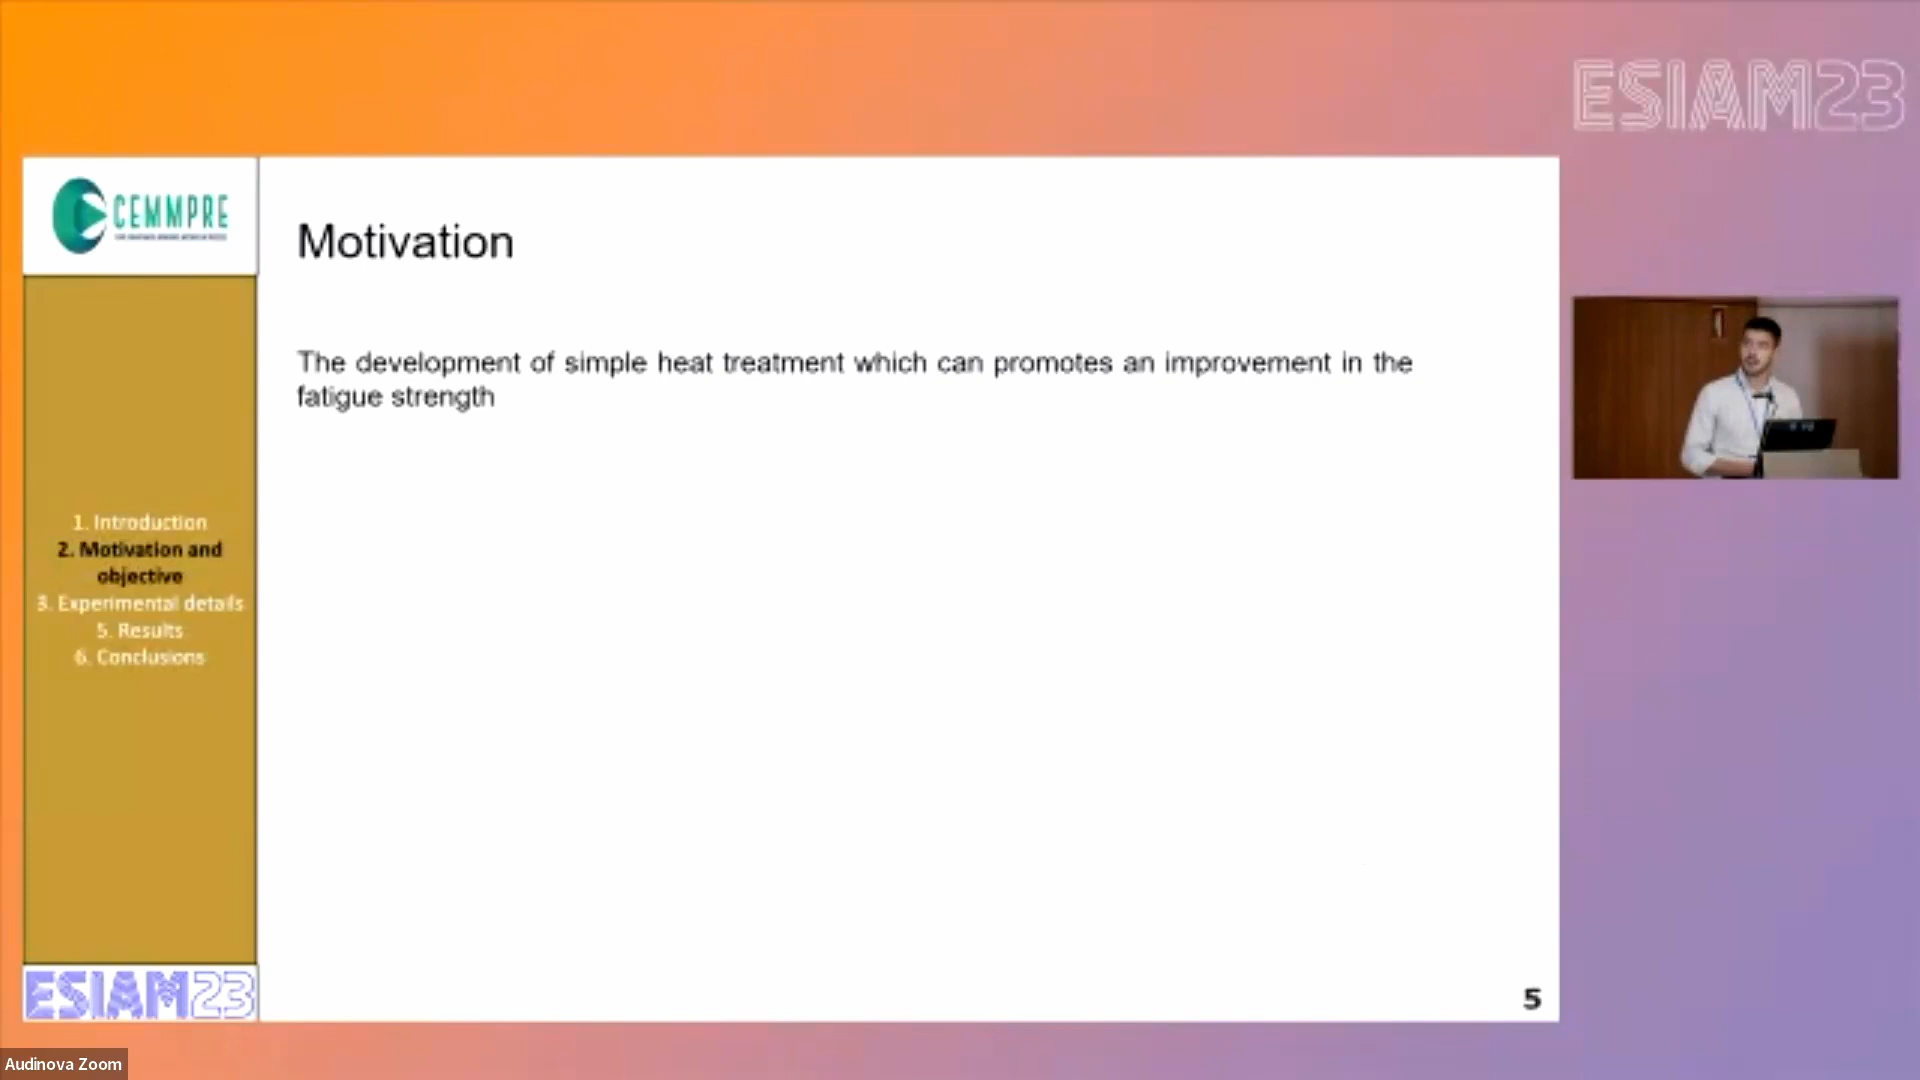 ESIAM23
CEMMPRE
Motivation
The development of simple heat treatment which can promotes an improvement in the
fatigue strength
1. Introduction
2. Motivation and
objective
3. Experimental details
5. Results
6. Conclusions
ESIAM23
5
Audinova Zoom